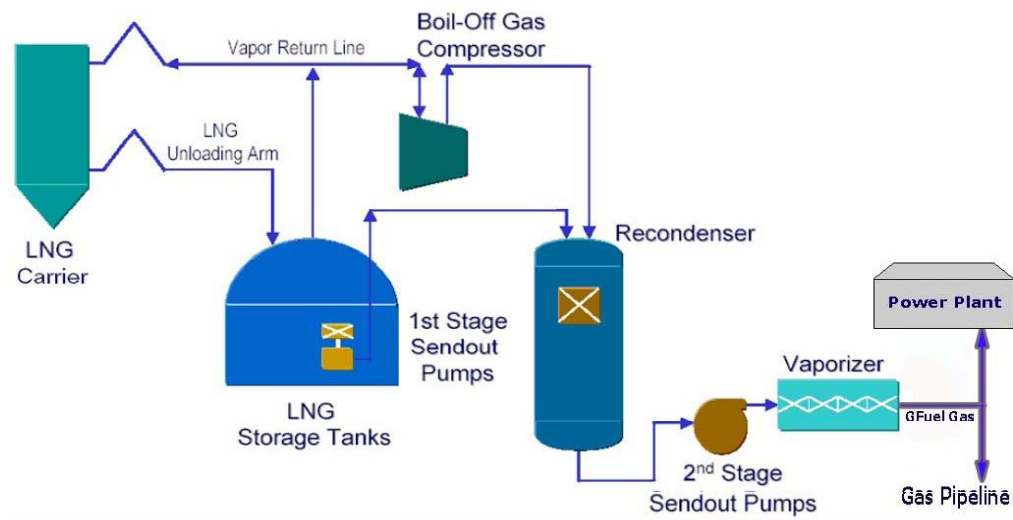 Boil-Off Gas
Compressor
Vapor Return Line
LNG
Unloading Arm
LNG
Carrier
Recondenser
1st Stage
Sendout
Pumps
LNG
Storage Tanks
Power Plant
Vaporizer
GFuel Gas
2nd Stage
Sendout Pumps
Gas Pipeline